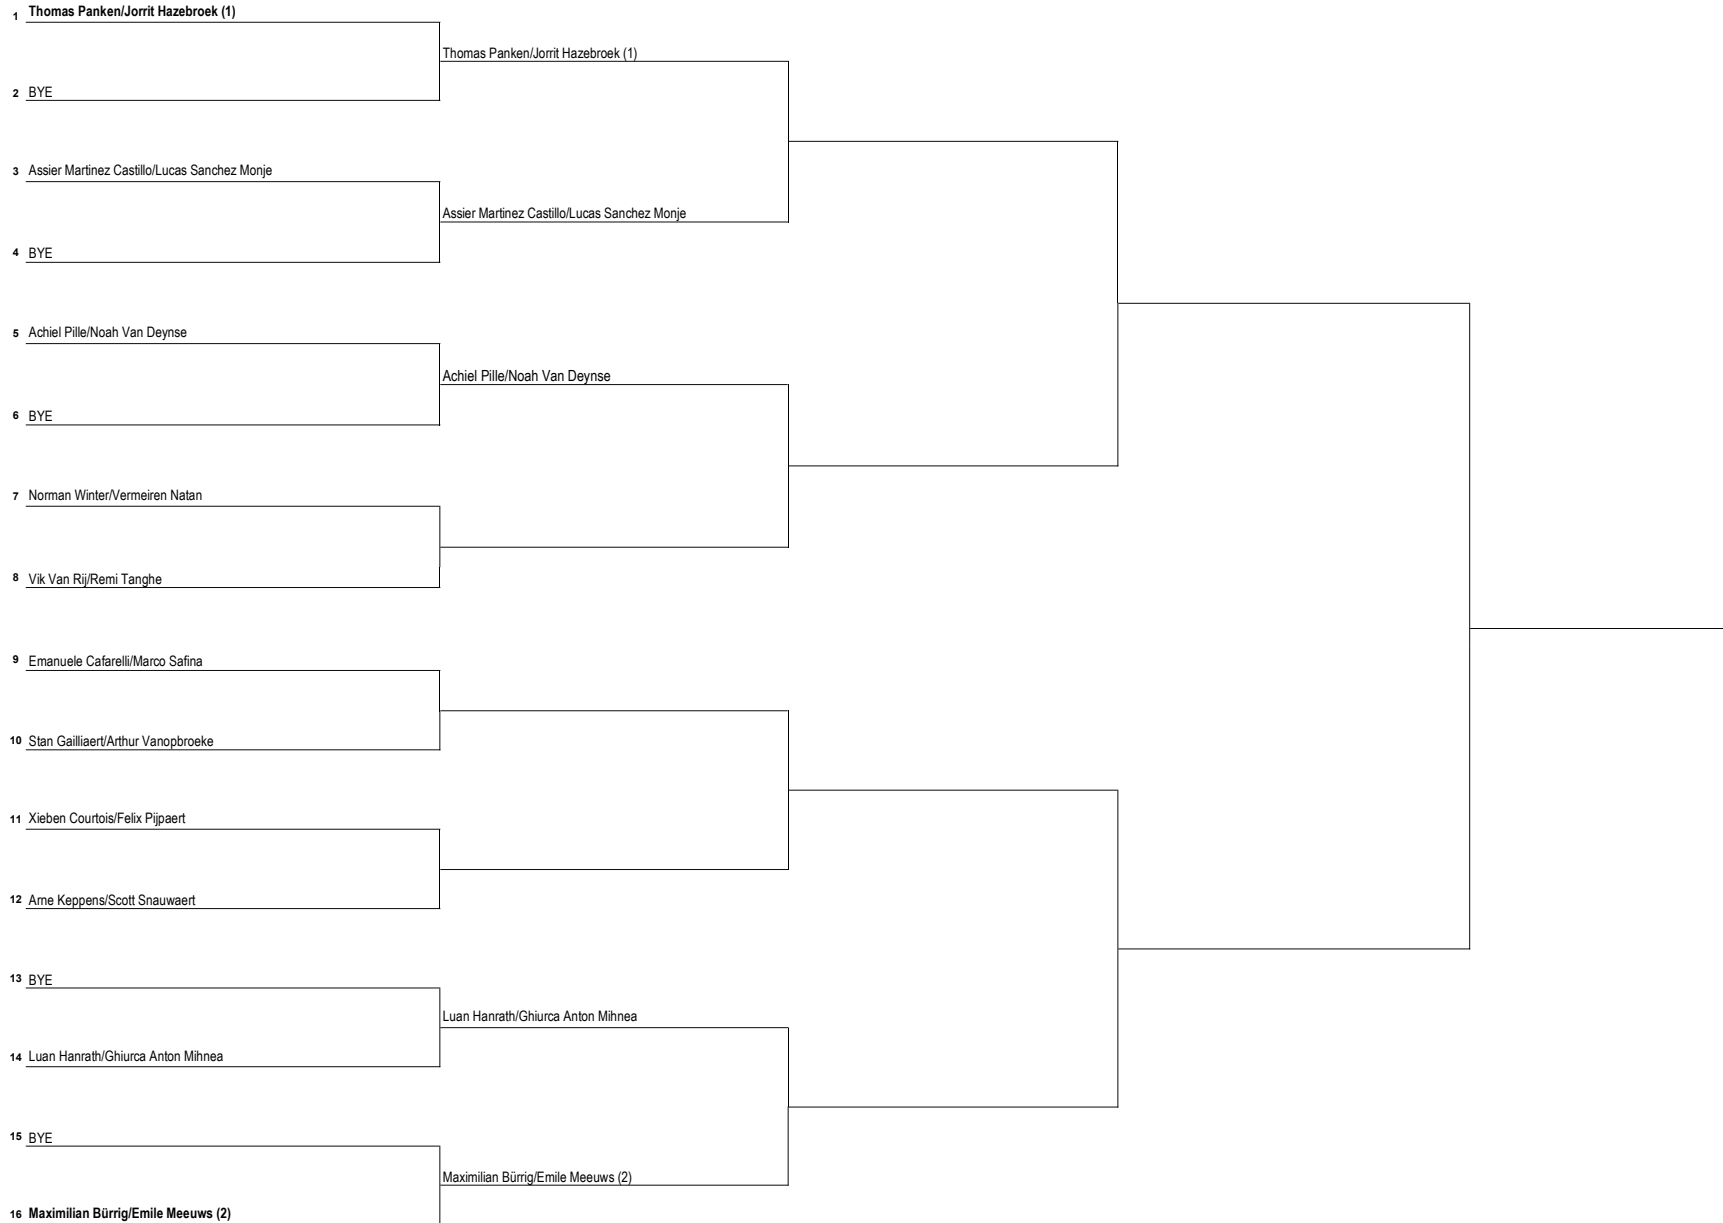 1 Thomas Panken/Jorrit Hazebroek (1)
Thomas Panken/Jorrit Hazebroek (1)
2 BYE
3 Assier Martinez Castillo/Lucas Sanchez Monje
Assier Martinez Castillo/Lucas Sanchez Monje
4 BYE
5 Achiel Pille/Noah Van Deynse
Achiel Pille/Noah Van Deynse
6 BYE
7 Norman Winter/Vermeiren Natan
8 Vik Van Rij/Remi Tanghe
9 Emanuele Cafarelli/Marco Safina
10 Stan Gailliaert/Arthur Vanopbroeke
11 Xieben Courtois/Felix Pijpaert
12 Arne Keppens/Scott Snauwaert
13 BYE
Luan Hanrath/Ghiurca Anton Mihnea
14 Luan Hanrath/Ghiurca Anton Mihnea
15 BYE
Maximilian Bürrig/Emile Meeuws (2)
16 Maximilian Bürrig/Emile Meeuws (2)